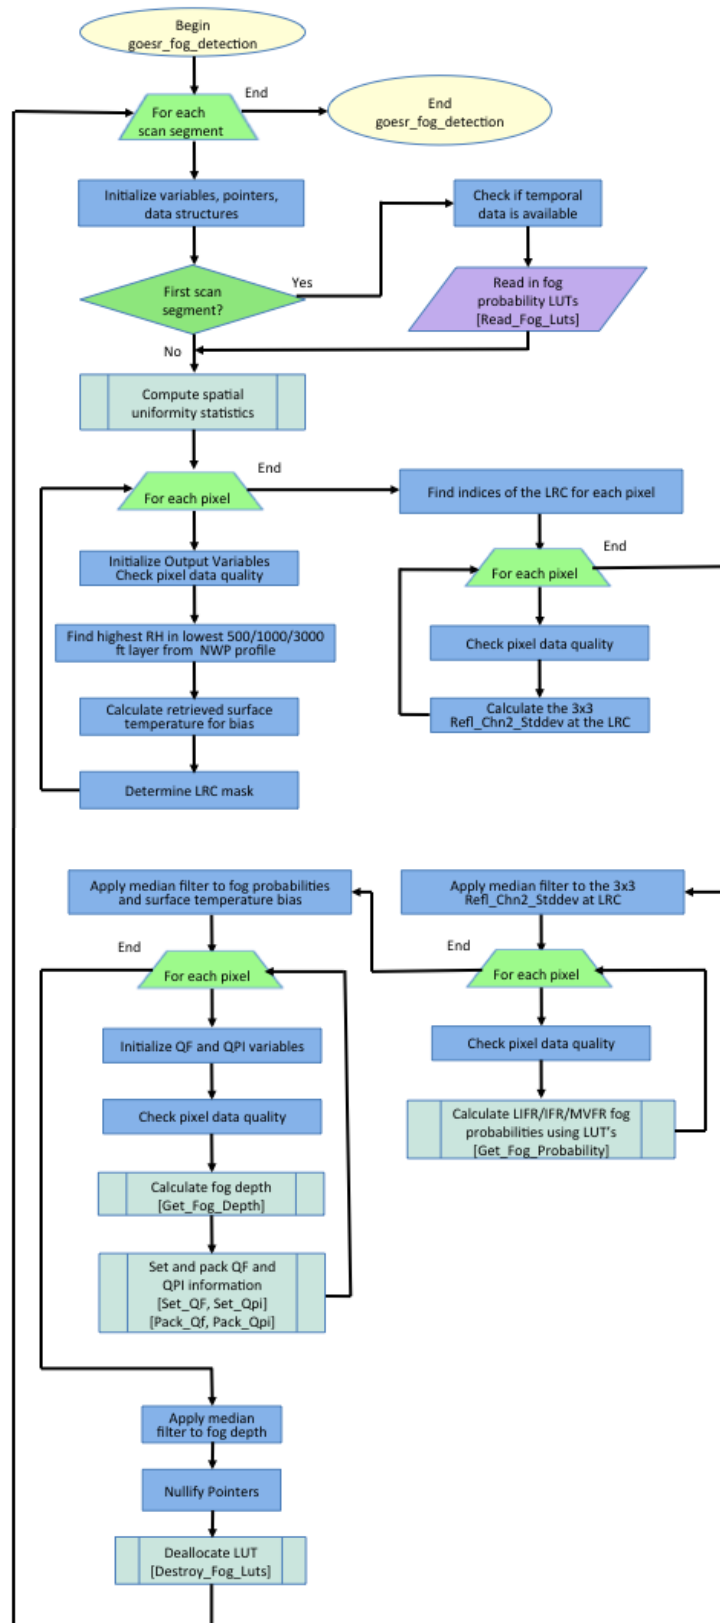 Begin
goesr_fog_detection
For each
scan segment
End
End
goesr_fog_detection
Initialize variables, pointers,
data structures
Check if temporal
data is available
First scan
segment?
Yes
Read in fog
probability LUTs
[Read_Fog_Luts]
No
Compute spatial
uniformity statistics
For each pixel
End
Find indices of the LRC for each pixel
Initialize Output Variables
Check pixel data quality
For each pixel
End
Find highest RH in lowest 500/1000/3000
ft layer from NWP profile
Check pixel data quality
Calculate retrieved surface
temperature for bias
Calculate the 3x3
Refl_Chn2_Stddev at the LRC
Determine LRC mask
Apply median filter to fog probabilities
and surface temperature bias
Apply median filter to the 3x3
Refl_Chn2_Stddev at LRC
End
For each pixel
End
For each pixel
Initialize QF and QPI variables
Check pixel data quality
Check pixel data quality
Calculate LIFR/IFR/MVFR fog
probabilities using LUT's
[Get_Fog_Probability]
Calculate fog depth
[Get_Fog_Depth]
Set and pack QF and
QPI information
[Set_QF, Set_Qpi]
[Pack_Qf, Pack_Qpi]
Apply median
filter to fog depth
Nullify Pointers
Deallocate LUT
[Destroy_Fog_Luts]